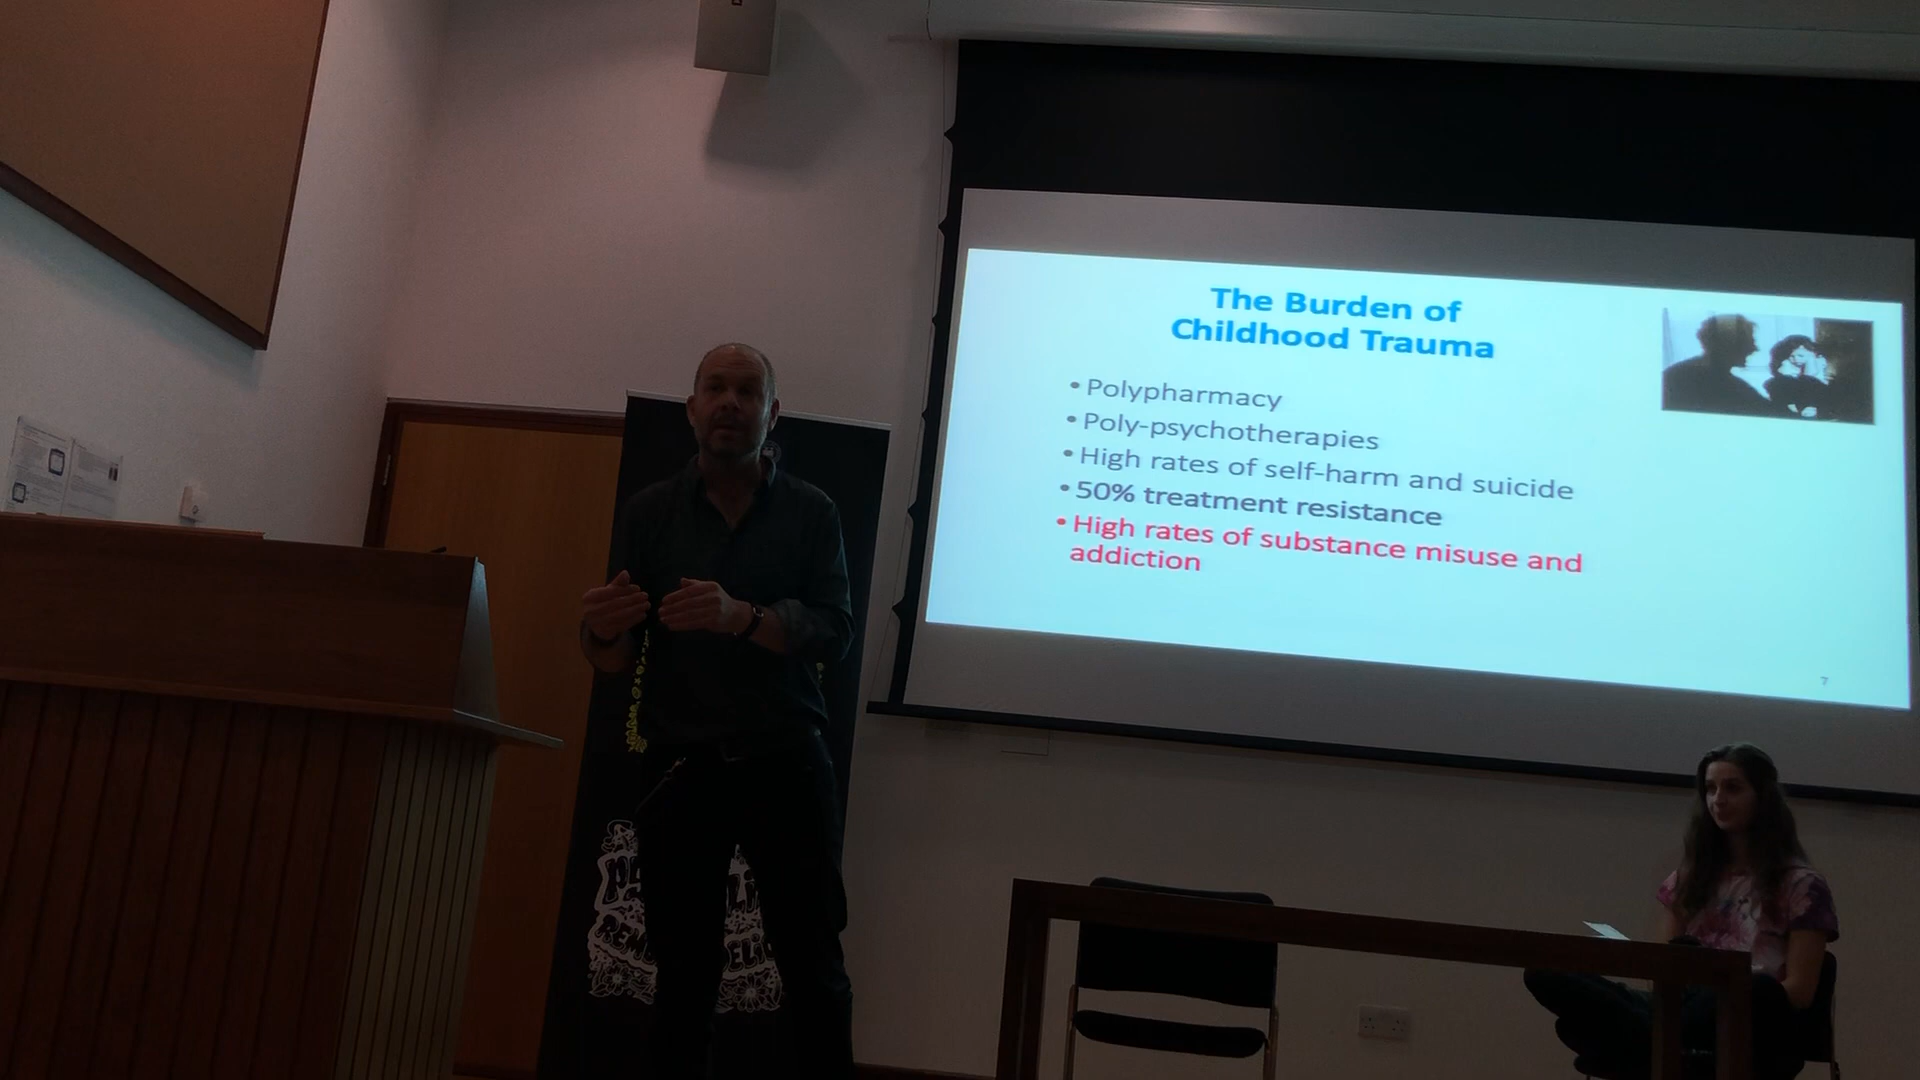 The Burden of
Childhood Trauma
• Polypharmacy
• Poly-psychotherapies
• High rates of self-harm and suicide
• 50% treatment resistance
• High rates of substance misuse and
addiction
7